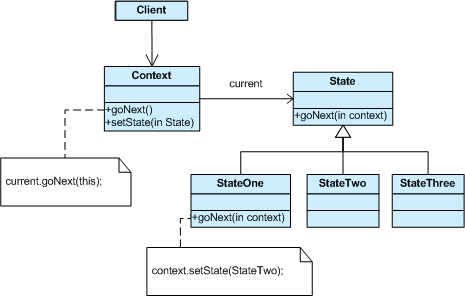 Client
Context
+goNext()
+setState(in State)
current
State
+goNext(in context)
current.goNext(this);
StateOne
+goNext(in context)
StateTwo
StateThree
context.setState(StateTwo);